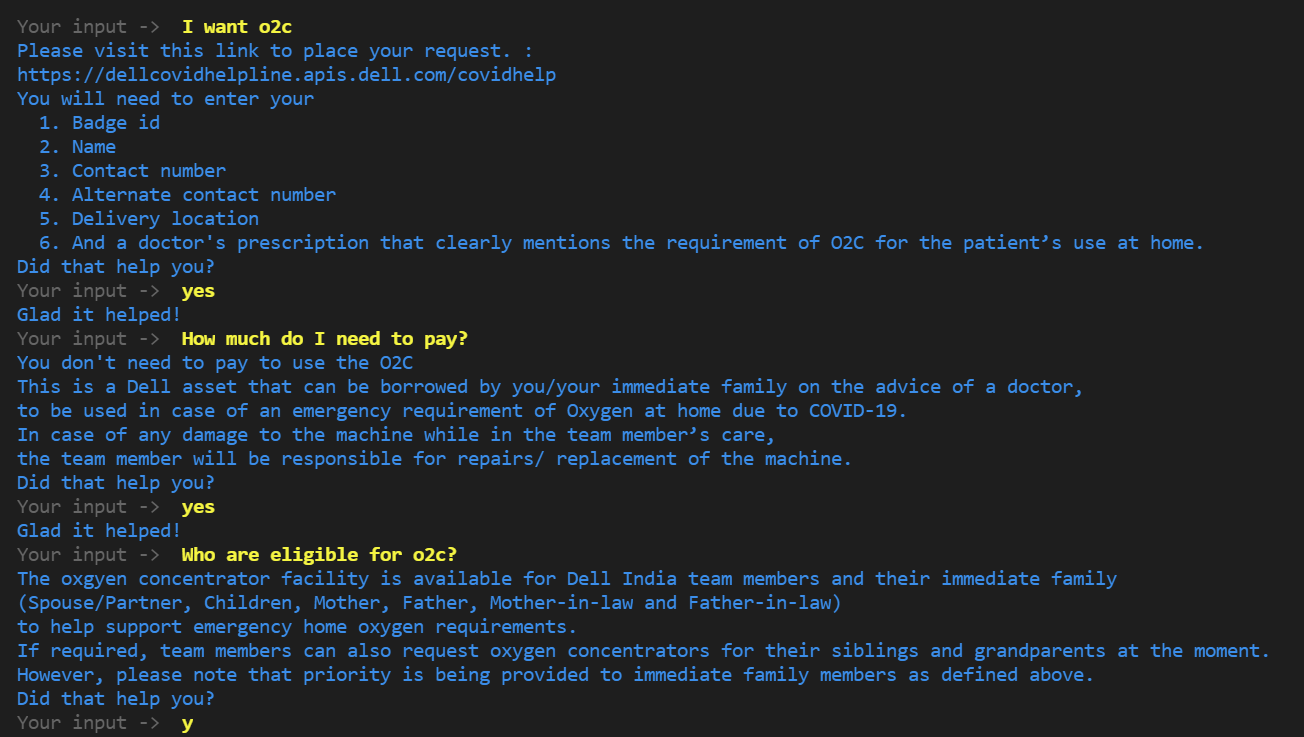 Your input ->  I want o2c
Please visit this link to place your request. :
https://dellcovidhelpline.apis.dell.com/covidhelp
You will need to enter your
  1. Badge id
  2. Name
  3. Contact number
  4. Alternate contact number
  5. Delivery location
  6. And a doctor's prescription that clearly mentions the requirement of O2C for the patient’s use at home.
Did that help you?
Your input ->  yes
Glad it helped!
Your input ->  How much do I need to pay?
You don't need to pay to use the O2C
This is a Dell asset that can be borrowed by you/your immediate family on the advice of a doctor,
to be used in case of an emergency requirement of Oxygen at home due to COVID-19.
In case of any damage to the machine while in the team member’s care,
the team member will be responsible for repairs/ replacement of the machine.
Did that help you?
Your input ->  yes
Glad it helped!
Your input ->  Who are eligible for o2c?
The oxgyen concentrator facility is available for Dell India team members and their immediate family
(Spouse/Partner, Children, Mother, Father, Mother-in-law and Father-in-law)
to help support emergency home oxygen requirements.
If required, team members can also request oxygen concentrators for their siblings and grandparents at the moment.
However, please note that priority is being provided to immediate family members as defined above.
Did that help you?
Your input ->  y